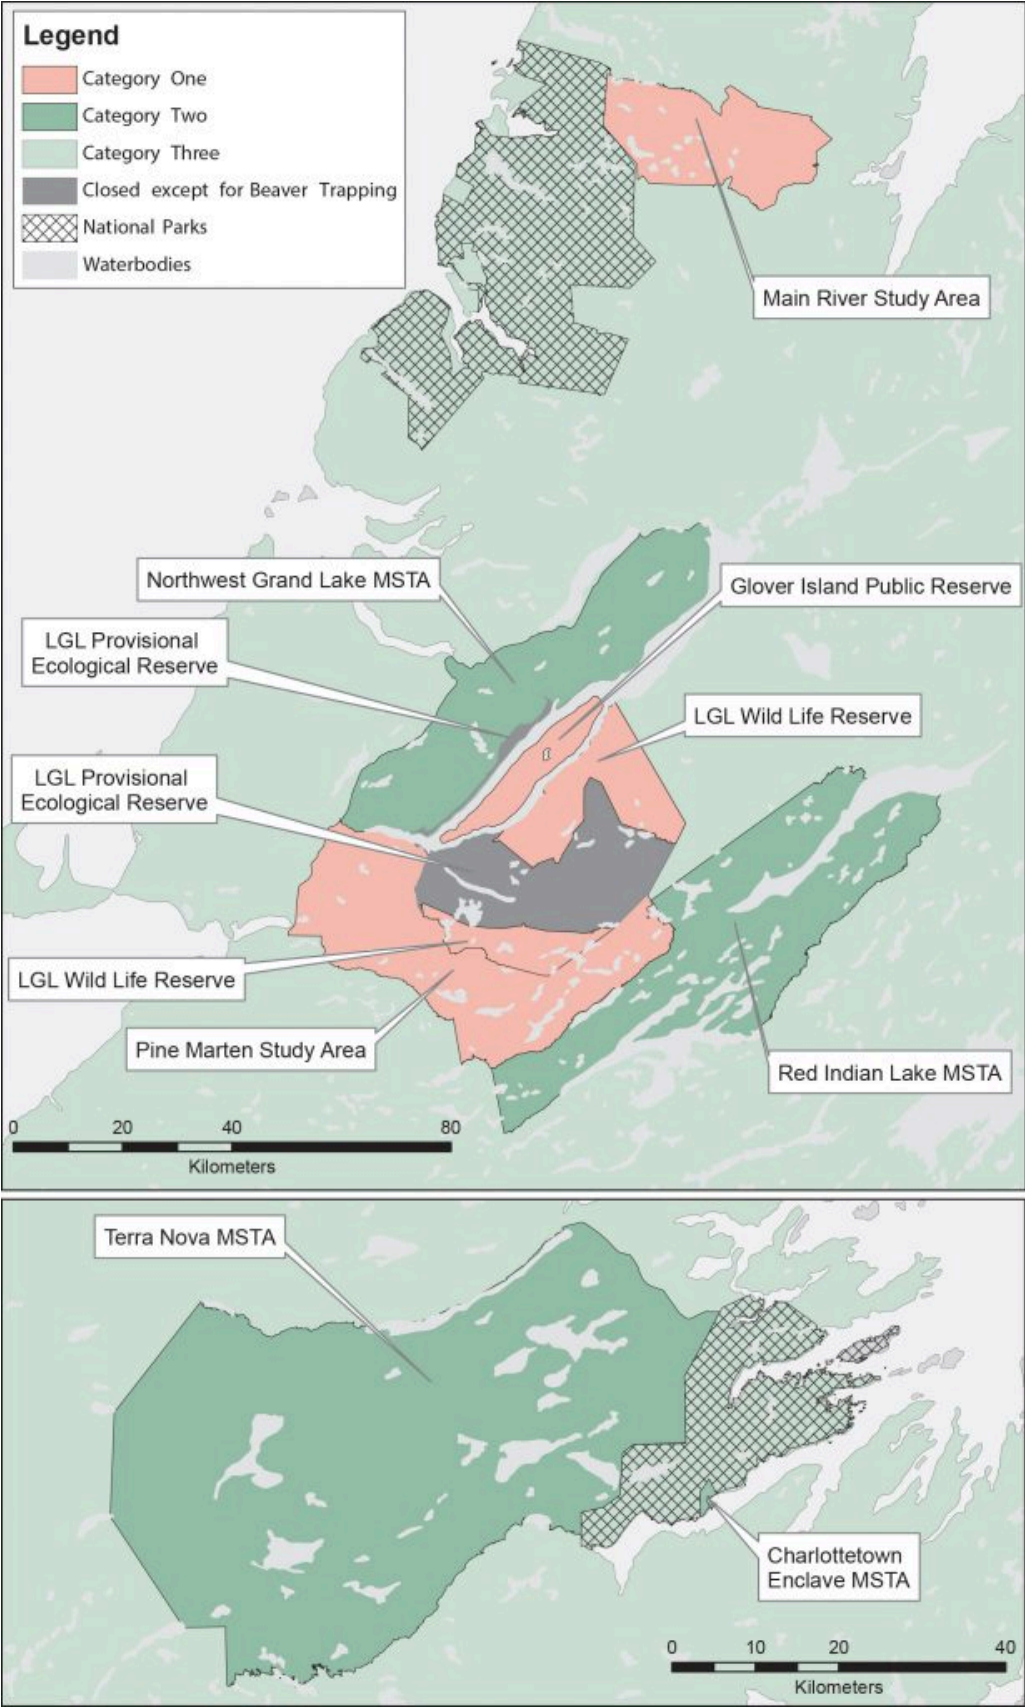 Legend
Category One
Category Two
Category Three
Closed except for Beaver Trapping
National Parks
Waterbodies
Main River Study Area
Northwest Grand Lake MSTA
Glover Island Public Reserve
LGL Provisional
Ecological Reserve
LGL Wild Life Reserve
LGL Provisional
Ecological Reserve
LGL Wild Life Reserve
Pine Marten Study Area
Red Indian Lake MSTA
0 20 40 80
Kilometers
Terra Nova MSTA
Charlottetown
Enclave MSTA
0 10 20 40
Kilometers